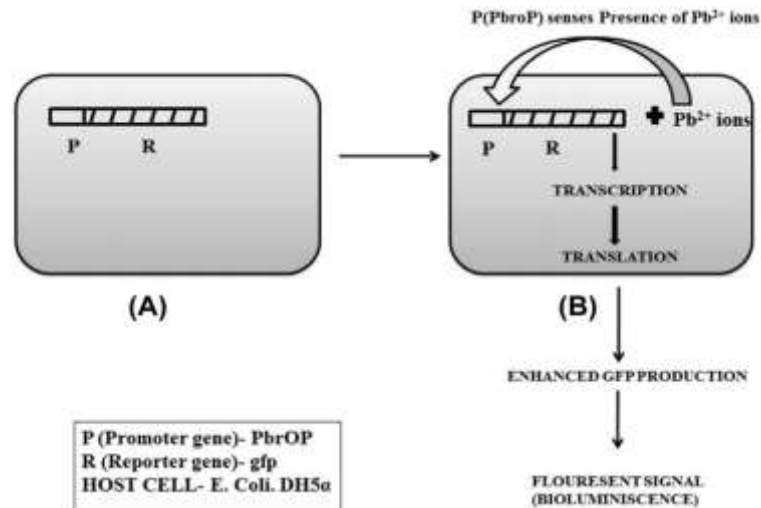 P(PbroP) senses Presence of Pb²⁺ ions
P R
(A)
P R
✚ Pb²⁺ ions
TRANSCRIPTION
TRANSLATION
(B)
ENHANCED GFP PRODUCTION
FLOURESENT SIGNAL
(BIOLUMINISCENCE)
P (Promoter gene)- PbrOP
R (Reporter gene)- gfp
HOST CELL- E. Coli. DH5α